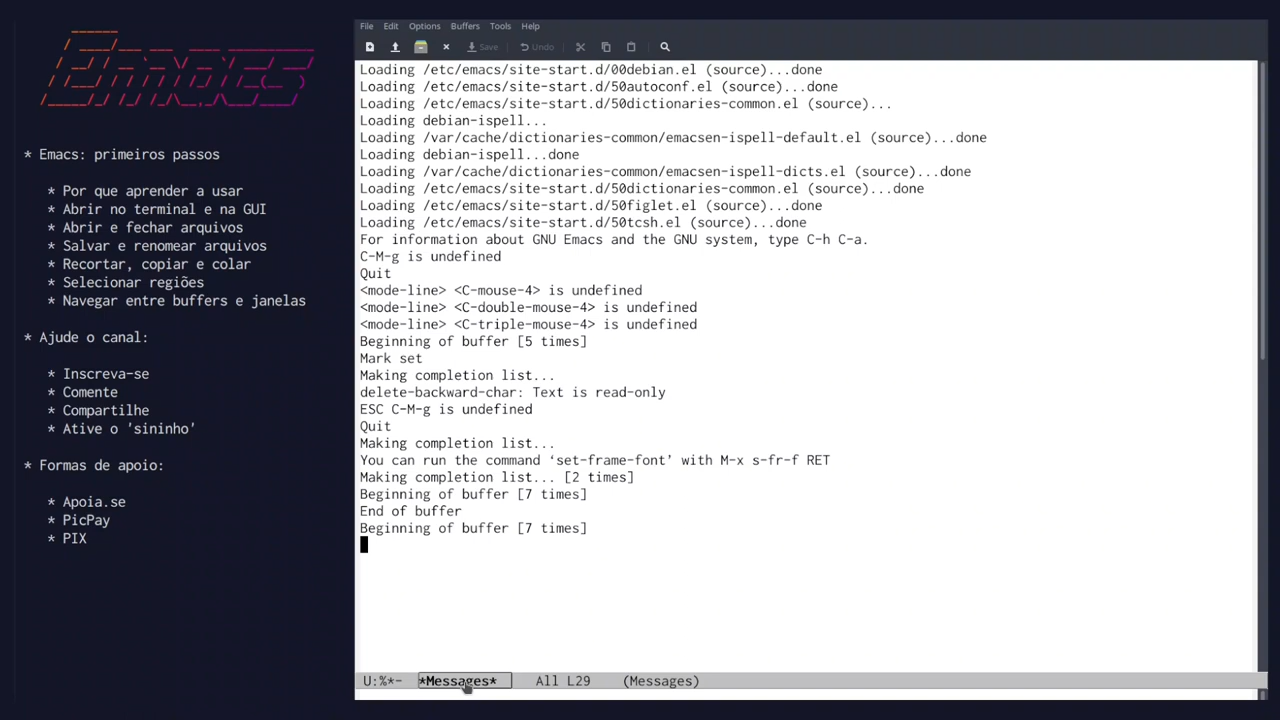 Emacs
* Emacs: primeiros passos
* Por que aprender a usar
* Abrir no terminal e na GUI
* Abrir e fechar arquivos
* Salvar e renomear arquivos
* Recortar, copiar e colar
* Selecionar regiões
* Navegar entre buffers e janelas
* Ajude o canal:
* Inscreva-se
* Comente
* Compartilhe
* Ative o 'sininho'
* Formas de apoio:
* Apoia.se
* PicPay
* PIX
File Edit Options Buffers Tools Help
Save Undo
Loading /etc/emacs/site-start.d/00debian.el (source)...done
Loading /etc/emacs/site-start.d/50autoconf.el (source)...done
Loading /etc/emacs/site-start.d/50dictionaries-common.el (source)...
Loading debian-ispell...
Loading /var/cache/dictionaries-common/emacsen-ispell-default.el (source)...done
Loading debian-ispell...done
Loading /var/cache/dictionaries-common/emacsen-ispell-dicts.el (source)...done
Loading /etc/emacs/site-start.d/50dictionaries-common.el (source)...done
Loading /etc/emacs/site-start.d/50figlet.el (source)...done
Loading /etc/emacs/site-start.d/50tcsh.el (source)...done
For information about GNU Emacs and the GNU system, type C-h C-a.
C-M-g is undefined
Quit
<mode-line> <C-mouse-4> is undefined
<mode-line> <C-double-mouse-4> is undefined
<mode-line> <C-triple-mouse-4> is undefined
Beginning of buffer [5 times]
Mark set
Making completion list...
delete-backward-char: Text is read-only
ESC C-M-g is undefined
Quit
Making completion list...
You can run the command ‘set-frame-font’ with M-x s-fr-f RET
Making completion list... [2 times]
Beginning of buffer [7 times]
End of buffer
Beginning of buffer [7 times]
U:%*- *Messages* All L29 (Messages)